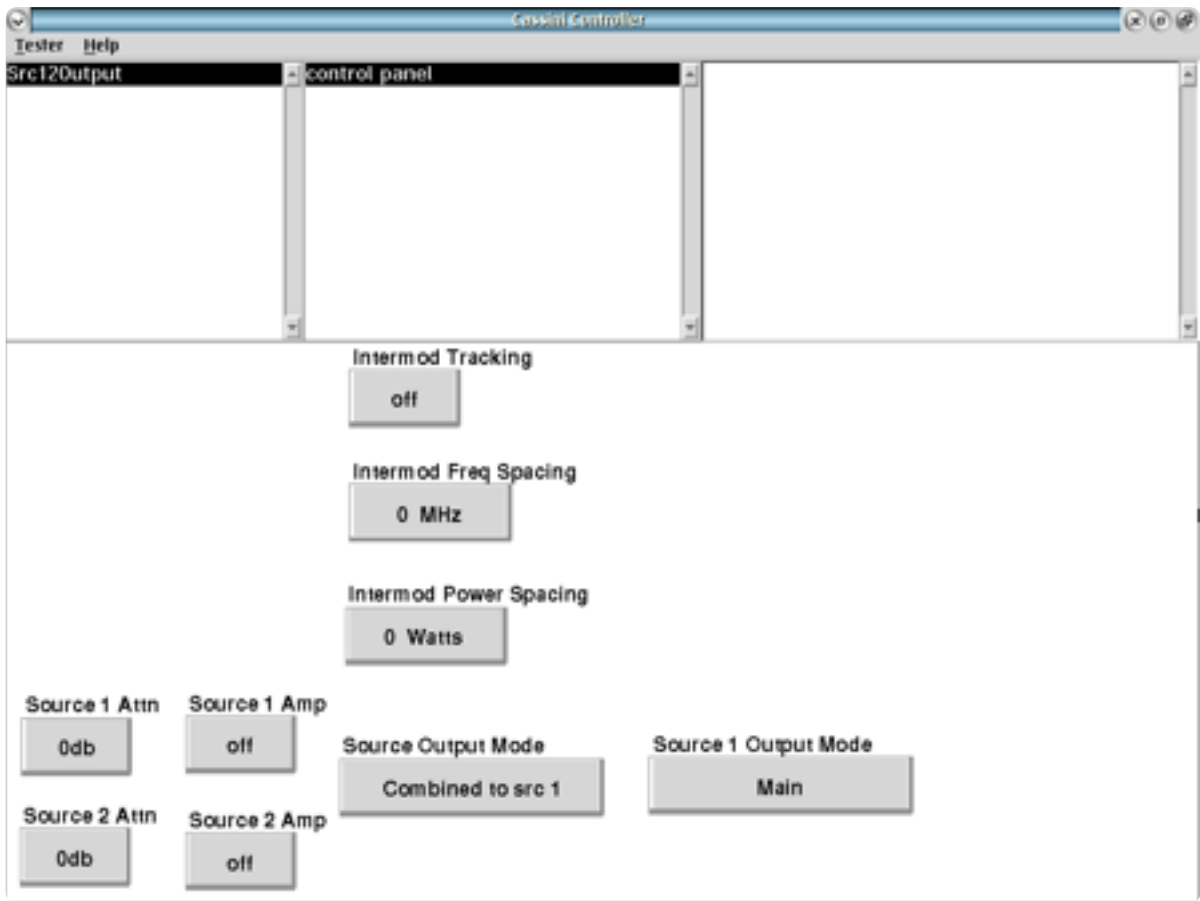 Cassini Controller
Tester Help
Src12Output
control panel
Intermod Tracking
off
Intermod Freq Spacing
0 MHz
Intermod Power Spacing
0 Watts
Source 1 Attn
0db
Source 1 Amp
off
Source Output Mode
Combined to src 1
Source 1 Output Mode
Main
Source 2 Attn
0db
Source 2 Amp
off